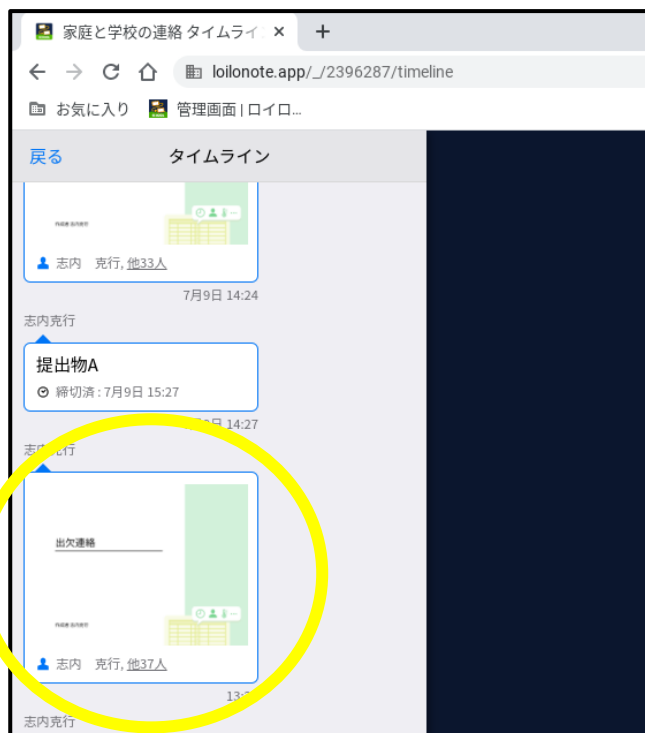 家庭と学校の連絡 タイムライ
loilonote.app/_/2396287/timeline
お気に入り 管理画面 | ロイロ...
戻る タイムライン
志内 克行, 他33人
7月9日 14:24
志内克行
提出物A
締切済 : 7月9日 15:27
14:27
志内克行
出欠連絡
志内 克行, 他37人
志内克行